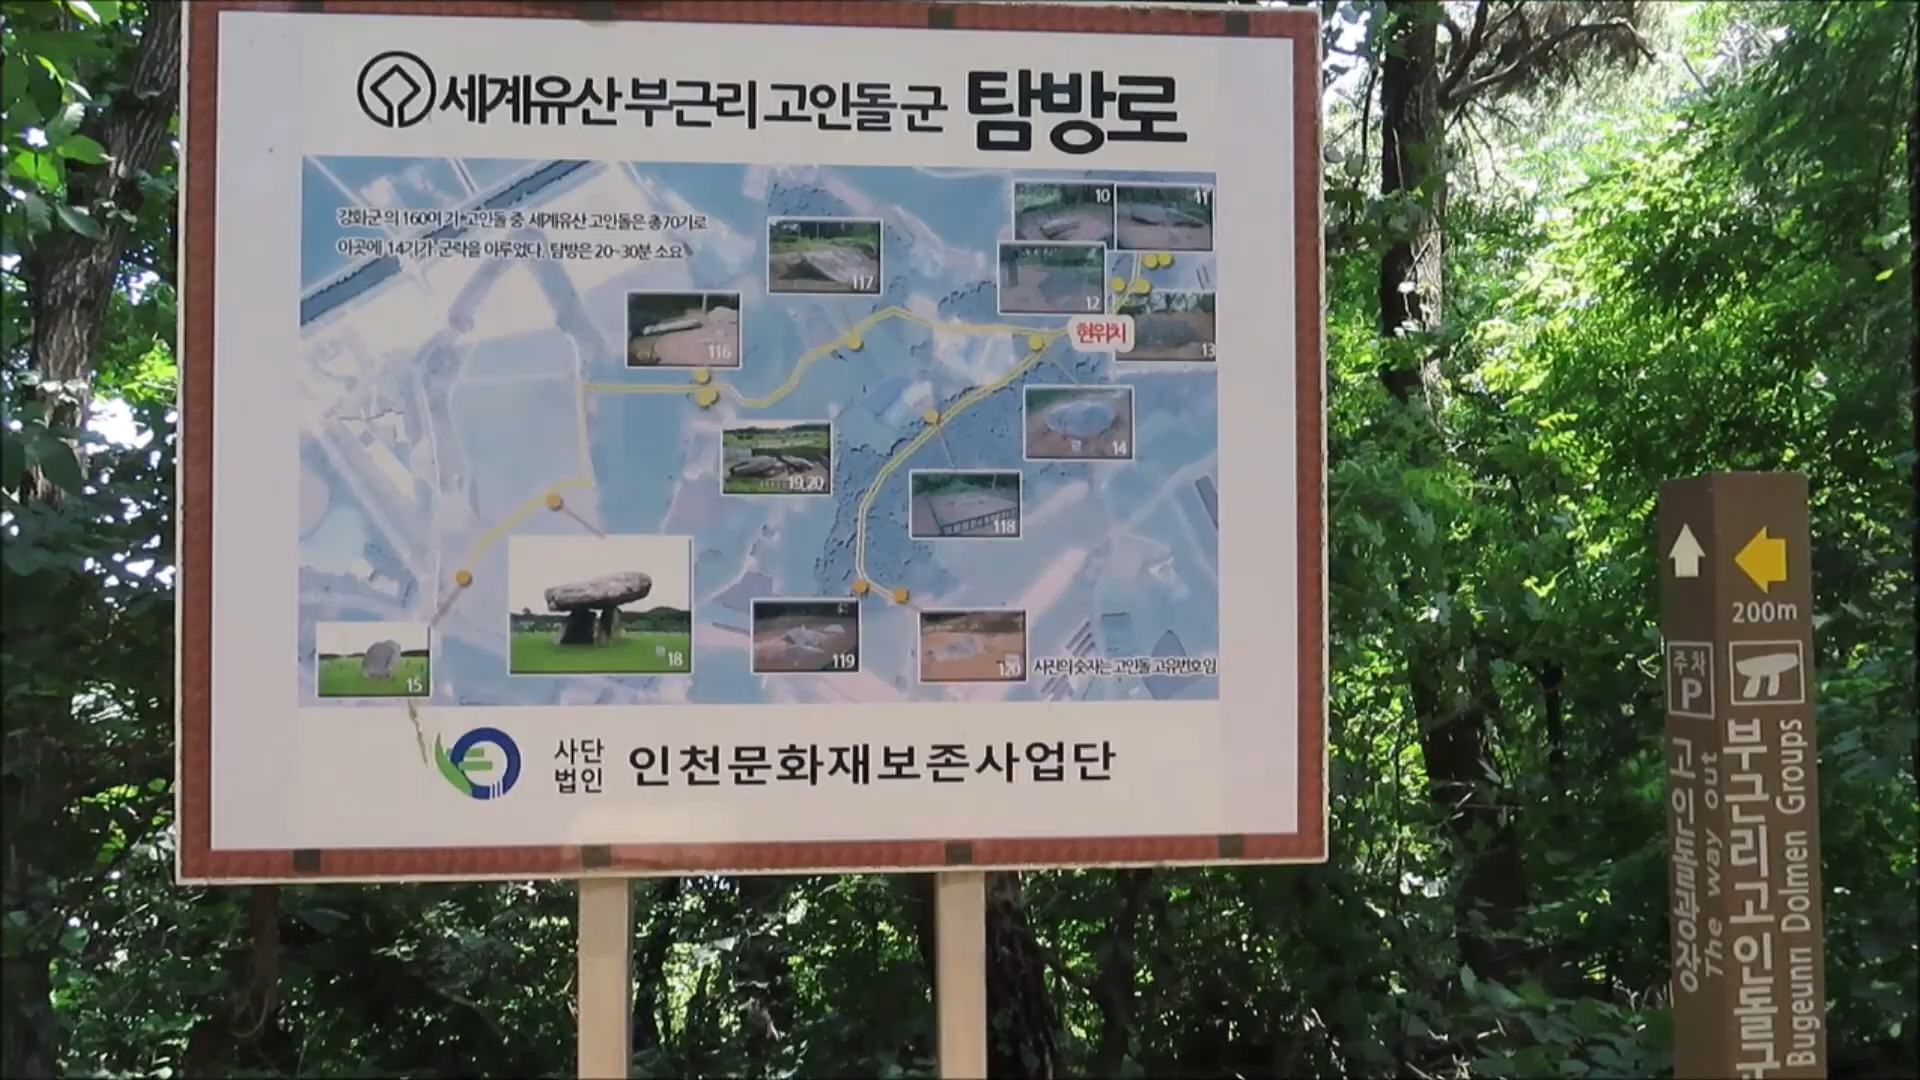 세계유산 부근리 고인돌 군 탐방로
강화군의 160여 기 고인돌 중 세계유산 고인돌은 총70기로
이곳에 14기가 군락을 이루었다. 탐방은 20~30분 소요
10
11
117
12
116
현위치
13
14
19,20
118
18
119
120
15
사진의 숫자는 고인돌 고유번호임
사단
법인
인천문화재보존사업단
200m
주차
P
The way out
부근리고인돌군
Bugeunn Dolmen Groups